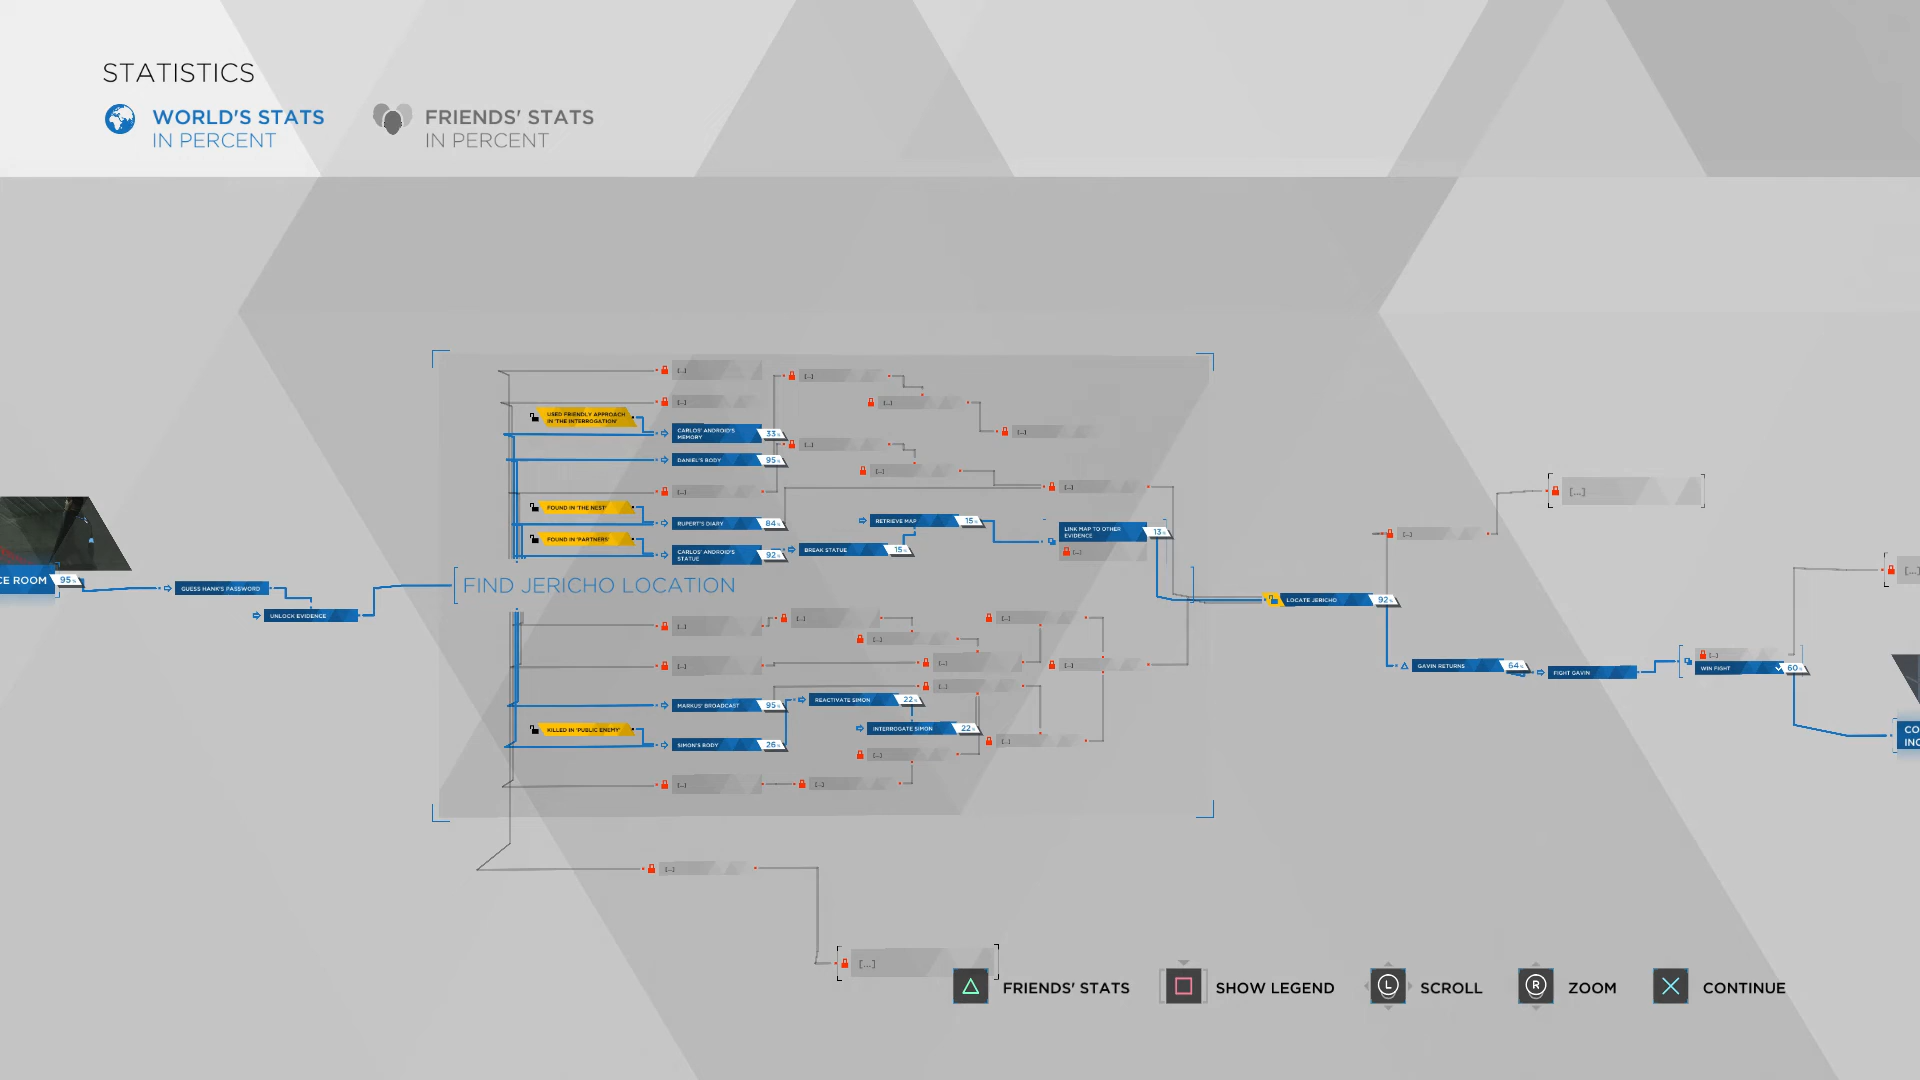 STATISTICS
WORLD'S STATS
IN PERCENT
FRIENDS' STATS
IN PERCENT
CE ROOM
95%
GUESS HANK'S PASSWORD
UNLOCK EVIDENCE
FIND JERICHO LOCATION
[...]
[...]
[...]
[...]
USED FRIENDLY APPROACH
IN 'THE INTERROGATION'
CARLOS' ANDROID'S
MEMORY
33%
[...]
[...]
DANIEL'S BODY
95%
[...]
[...]
[...]
FOUND IN 'THE NEST'
RUPERT'S DIARY
84%
RETRIEVE MAP
15%
FOUND IN 'PARTNERS'
CARLOS' ANDROID'S
STATUE
92%
BREAK STATUE
15%
LINK MAP TO OTHER
EVIDENCE
13%
[...]
[...]
[...]
[...]
[...]
[...]
[...]
[...]
[...]
MARKUS' BROADCAST
95%
REACTIVATE SIMON
22%
KILLED IN 'PUBLIC ENEMY'
SIMON'S BODY
26%
INTERROGATE SIMON
22%
[...]
[...]
[...]
[...]
[...]
[...]
LOCATE JERICHO
92%
[...]
[...]
GAVIN RETURNS
64%
FIGHT GAVIN
[...]
WIN FIGHT
60%
[...]
CO
INC
FRIENDS' STATS
SHOW LEGEND
L
SCROLL
R
ZOOM
CONTINUE